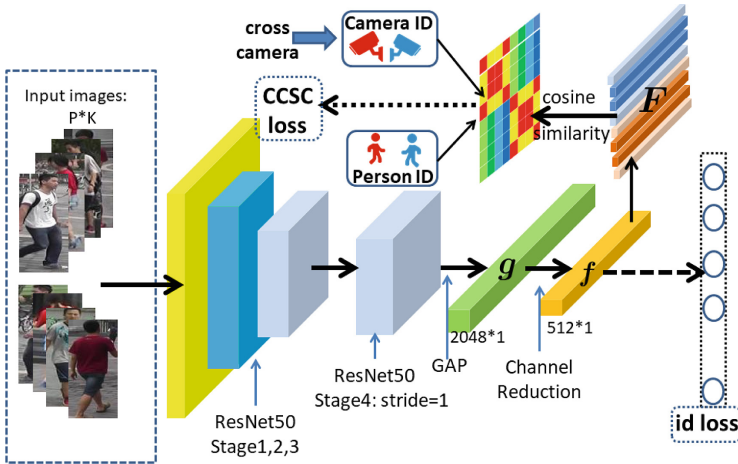 cross
camera
Camera ID
CCSC
loss
Person ID
cosine
similarity
F
Input images:
P*K
g
f
2048*1
512*1
GAP
Channel
Reduction
ResNet50
Stage4: stride=1
ResNet50
Stage1,2,3
id loss